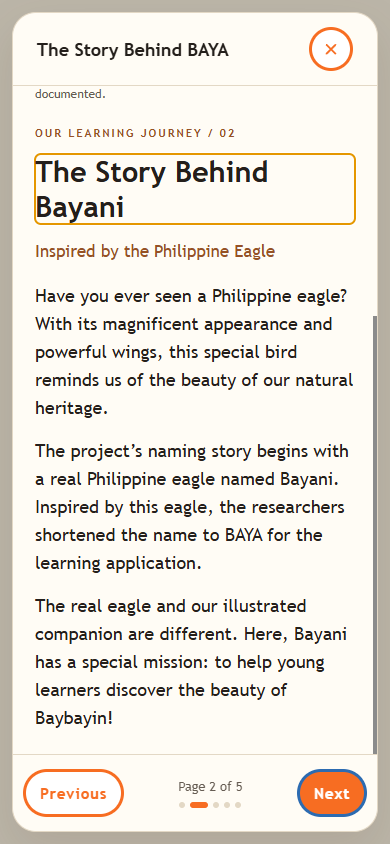 The Story Behind BAYA
documented.
OUR LEARNING JOURNEY / 02
The Story Behind
Bayani
Inspired by the Philippine Eagle
Have you ever seen a Philippine eagle?
With its magnificent appearance and
powerful wings, this special bird
reminds us of the beauty of our natural
heritage.
The project’s naming story begins with
a real Philippine eagle named Bayani.
Inspired by this eagle, the researchers
shortened the name to BAYA for the
learning application.
The real eagle and our illustrated
companion are different. Here, Bayani
has a special mission: to help young
learners discover the beauty of
Baybayin!
Previous
Page 2 of 5
Next